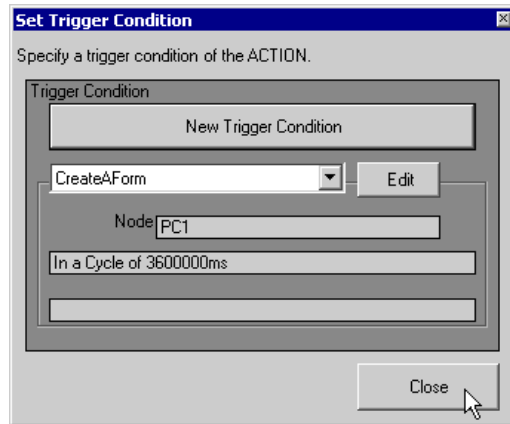 Set Trigger Condition
Specify a trigger condition of the ACTION.
Trigger Condition
New Trigger Condition
CreateAForm
Edit
Node
PC1
In a Cycle of 3600000ms
Close